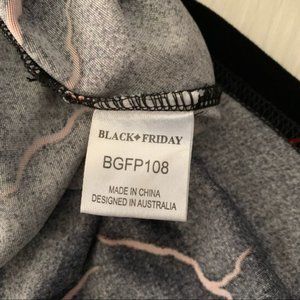 BLACK♦FRIDAY
BGFP108
MADE IN CHINA
DESIGNED IN AUSTRALIA